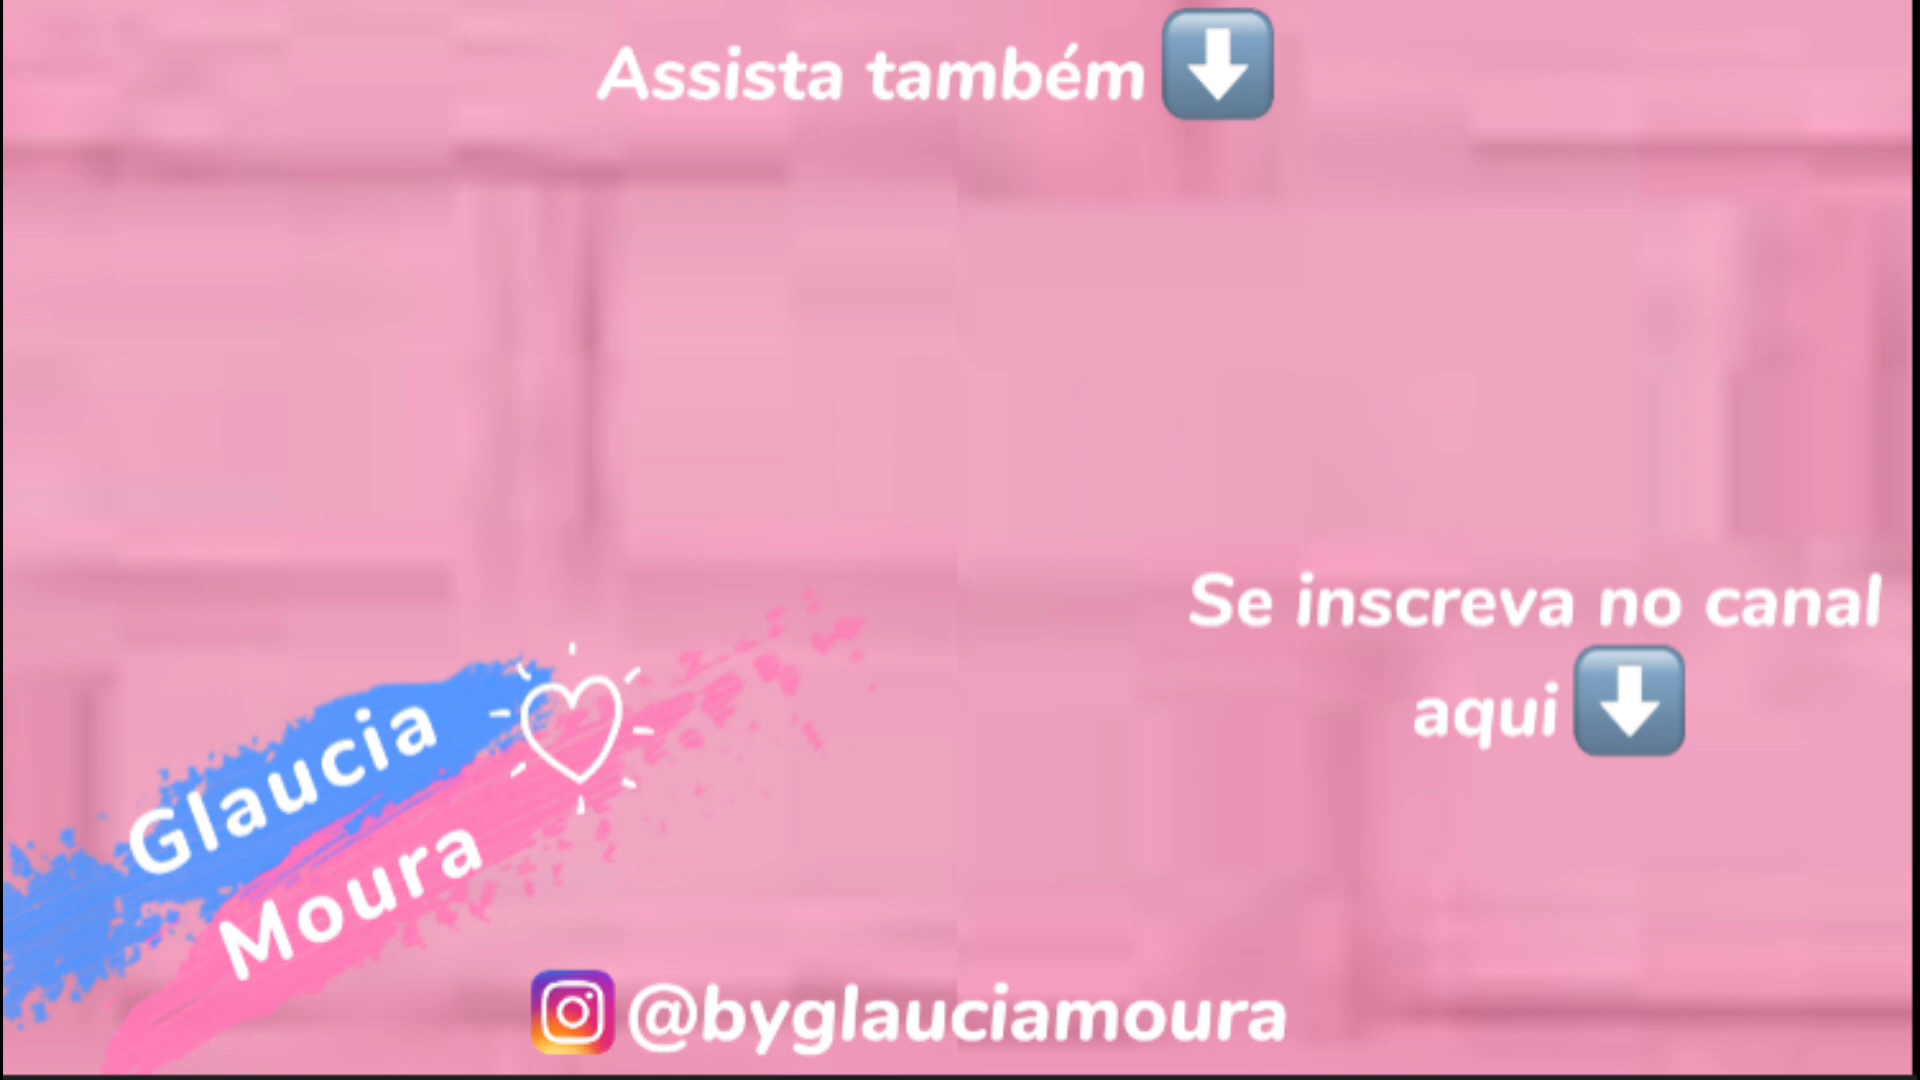 Assista também ⬇️
Se inscreva no canal
aqui ⬇️
Glaucia
Moura
@byglauciamoura